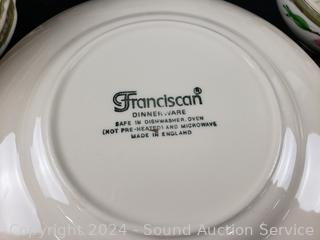 Franciscan®
DINNERWARE
SAFE IN DISHWASHER, OVEN
(NOT PRE-HEATED) AND MICROWAVE
MADE IN ENGLAND
Copyright 2024 - Sound Auction Service